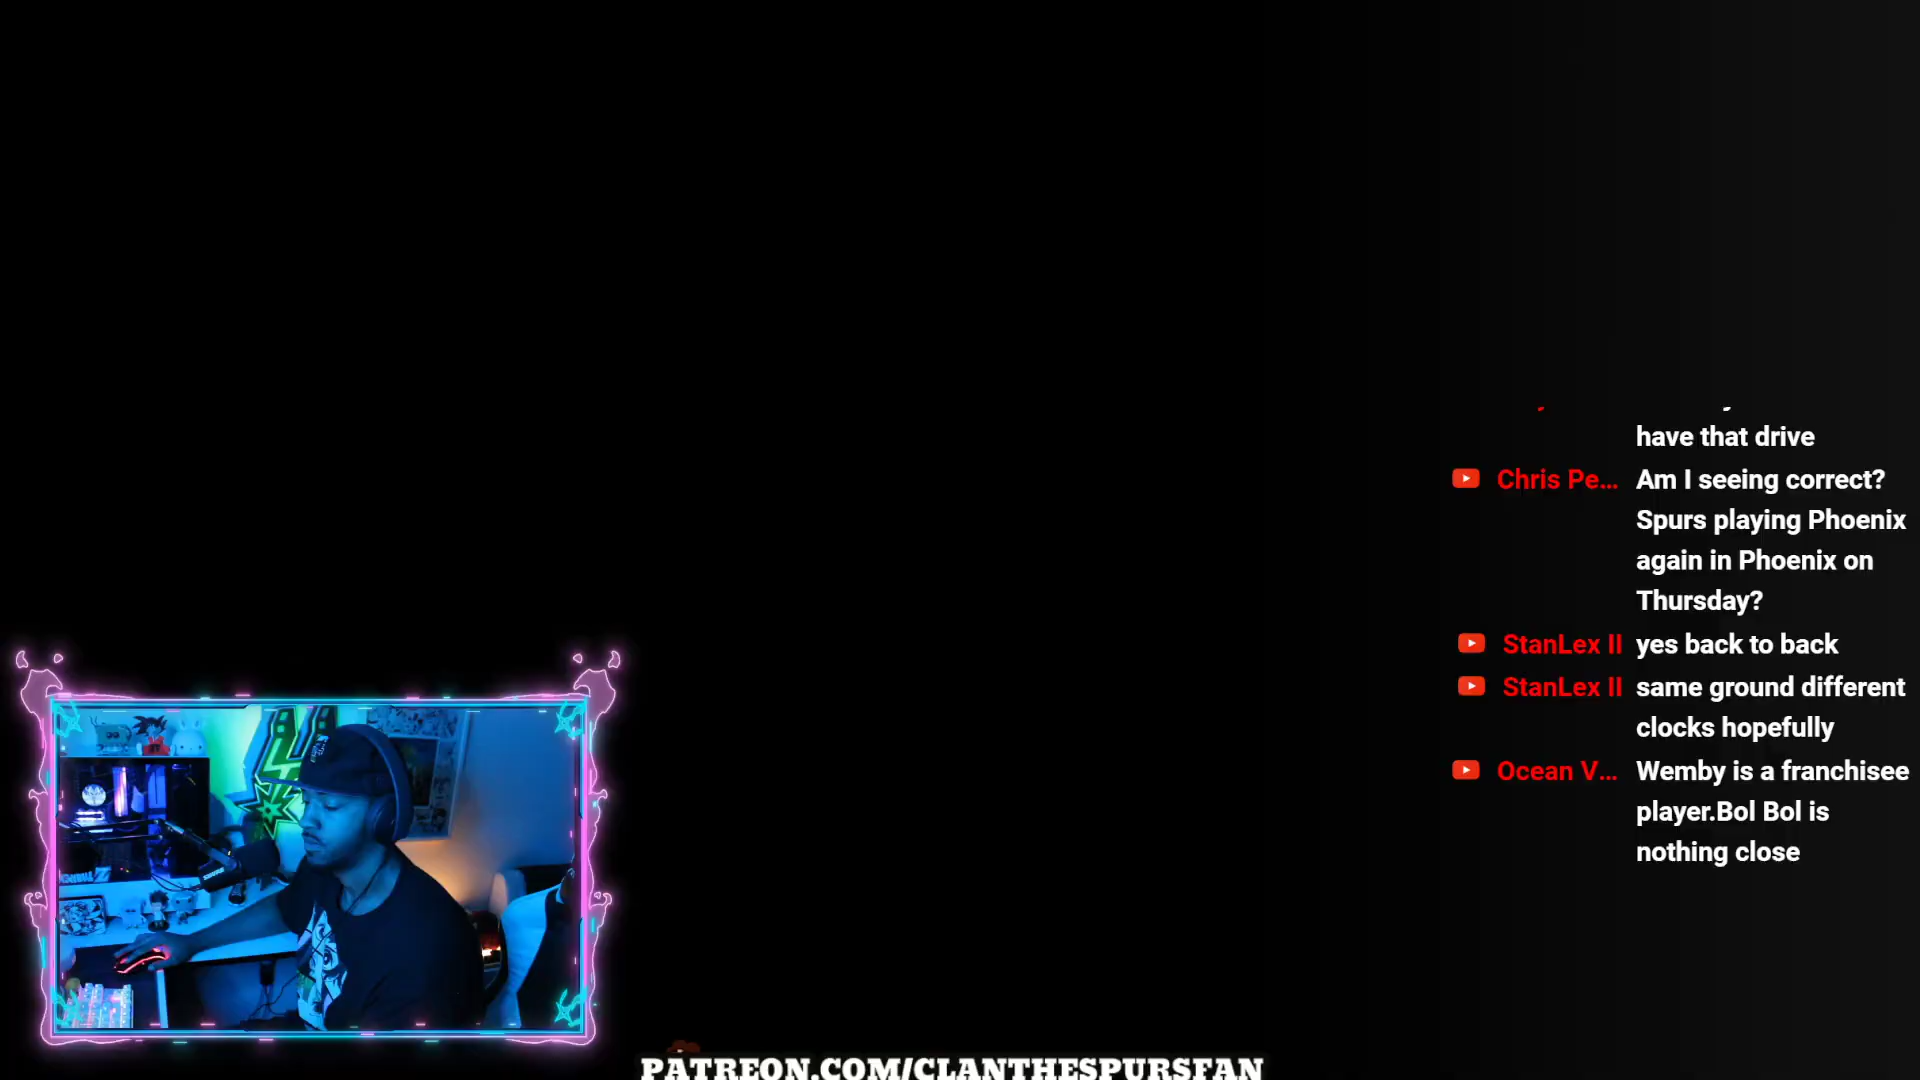 have that drive
Chris Pe... Am I seeing correct?
Spurs playing Phoenix
again in Phoenix on
Thursday?
StanLex II yes back to back
StanLex II same ground different
clocks hopefully
Ocean V... Wemby is a franchisee
player.Bol Bol is
nothing close
PATREON.COM/CLANTHESPURSFAN